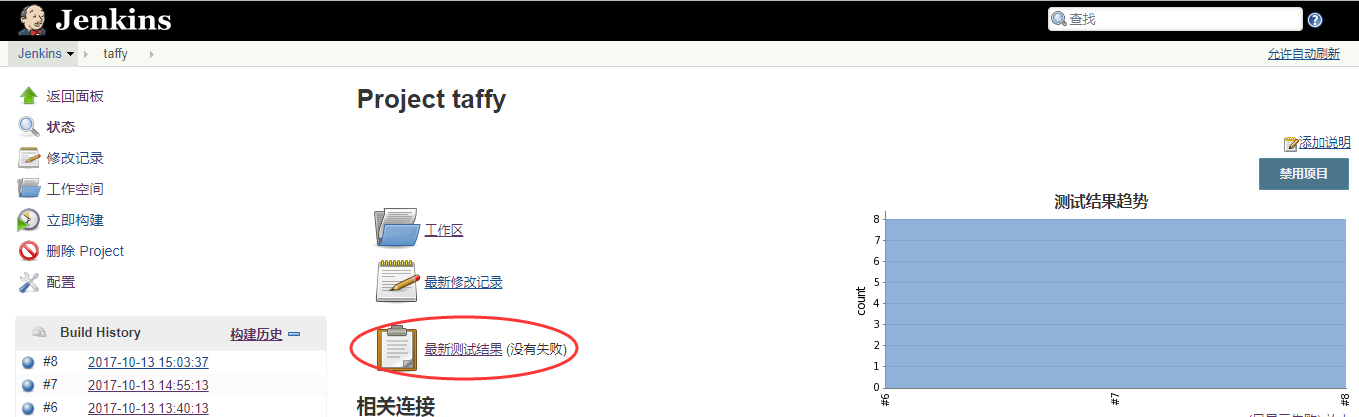 Jenkins
查找
Jenkins
taffy
允许自动刷新
返回面板
状态
修改记录
工作空间
立即构建
删除 Project
配置
Build History
构建历史
#8
2017-10-13 15:03:37
#7
2017-10-13 14:55:13
#6
2017-10-13 13:40:13
Project taffy
添加说明
禁用项目
工作区
最新修改记录
最新测试结果 (没有失败)
相关连接
测试结果趋势
count
8
7
6
5
4
3
2
1
0
#6
#7
#8